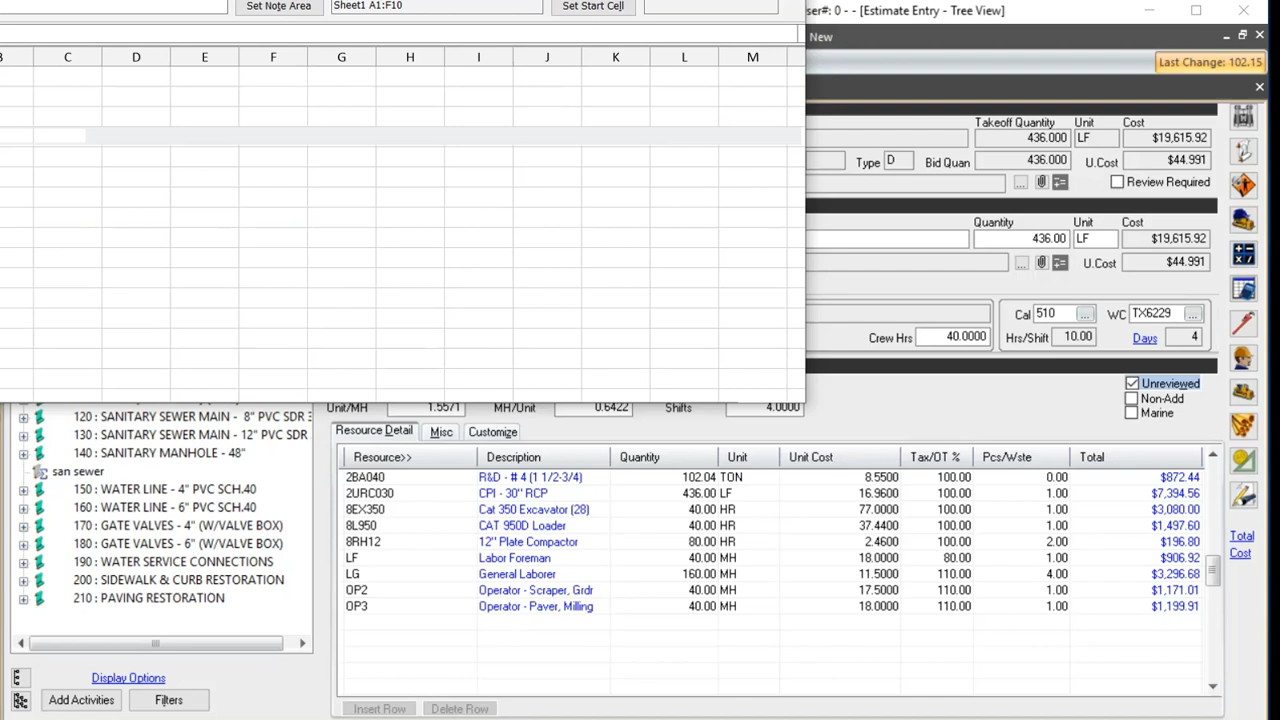 Set Note Area Sheet1 A1:F10 Set Start Cell
C D E F G H I J K L M
ser#: 0 - - [Estimate Entry - Tree View]
New
Last Change: 102.15
Takeoff Quantity Unit Cost
436.000 LF $19,615.92
Type D Bid Quan 436.000 U.Cost $44.991
... Review Required
Quantity Unit Cost
436.00 LF $19,615.92
... U.Cost $44.991
Cal 510 ... WC TX6229 ...
Crew Hrs 40.0000 Hrs/Shift 10.00 Days 4
Unreviewed
Non-Add
Marine
Unit/MH 1.5571 MH/Unit 0.6422 Shifts 4.0000
120 : SANITARY SEWER MAIN - 8" PVC SDR
130 : SANITARY SEWER MAIN - 12" PVC SDR
140 : SANITARY MANHOLE - 48"
san sewer
150 : WATER LINE - 4" PVC SCH.40
160 : WATER LINE - 6" PVC SCH.40
170 : GATE VALVES - 4" (W/VALVE BOX)
180 : GATE VALVES - 6" (W/VALVE BOX)
190 : WATER SERVICE CONNECTIONS
200 : SIDEWALK & CURB RESTORATION
210 : PAVING RESTORATION
Display Options
Add Activities Filters
Resource Detail Misc Customize
Resource>> Description Quantity Unit Unit Cost Tax/OT % Pcs/Wste Total
2BA040 R&D - # 4 (1 1/2-3/4) 102.04 TON 8.5500 100.00 0.00 $872.44
2URC030 CPI - 30" RCP 436.00 LF 16.9600 100.00 1.00 $7,394.56
8EX350 Cat 350 Excavator (28) 40.00 HR 77.0000 100.00 1.00 $3,080.00
8L950 CAT 950D Loader 40.00 HR 37.4400 100.00 1.00 $1,497.60
8RH12 12" Plate Compactor 80.00 HR 2.4600 100.00 2.00 $196.80
LF Labor Foreman 40.00 MH 18.0000 80.00 1.00 $906.92
LG General Laborer 160.00 MH 11.5000 110.00 4.00 $3,296.68
OP2 Operator - Scraper, Grdr 40.00 MH 17.5000 110.00 1.00 $1,171.01
OP3 Operator - Paver, Milling 40.00 MH 18.0000 110.00 1.00 $1,199.91
Insert Row Delete Row
Total
Cost